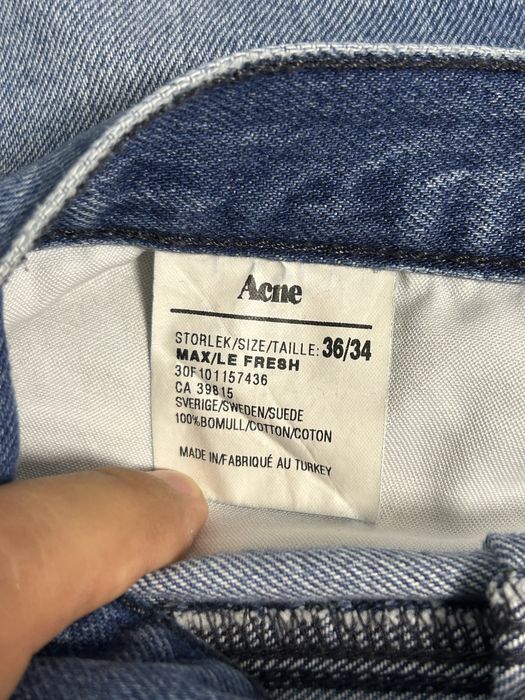 Acne
STORLEK/SIZE/TAILLE: 36/34
MAX/LE FRESH
30F101157436
CA 39815
SVERIGE/SWEDEN/SUEDE
100%BOMULL/COTTON/COTON
MADE IN/FABRIQUÉ AU TURKEY